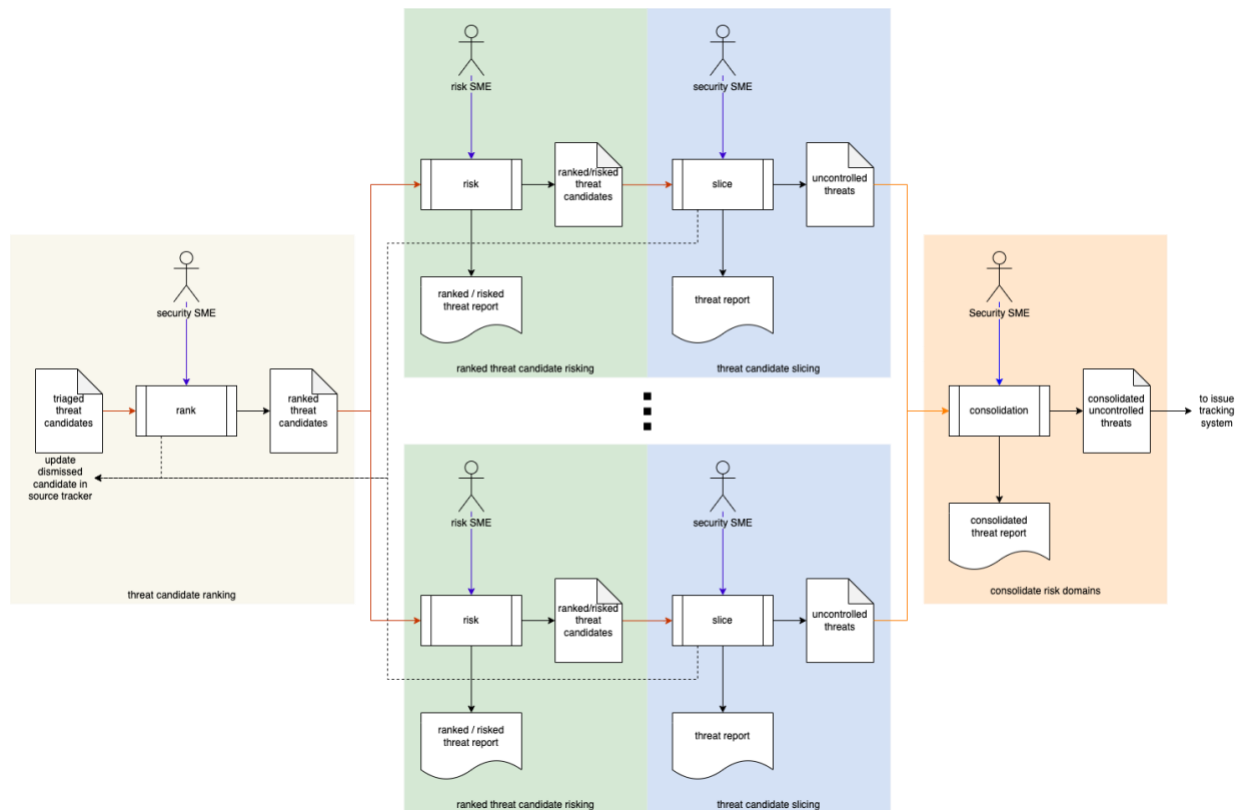 risk SME
security SME
risk
ranked/risked
threat
candidates
slice
uncontrolled
threats
ranked / risked
threat report
threat report
ranked threat candidate risking
threat candidate slicing
security SME
triaged
threat
candidates
rank
ranked
threat
candidates
update
dismissed
candidate in
source tracker
threat candidate ranking
Security SME
consolidation
consolidated
uncontrolled
threats
to issue
tracking
system
consolidated
threat report
consolidate risk domains
risk SME
security SME
risk
ranked/risked
threat
candidates
slice
uncontrolled
threats
ranked / risked
threat report
threat report
ranked threat candidate risking
threat candidate slicing